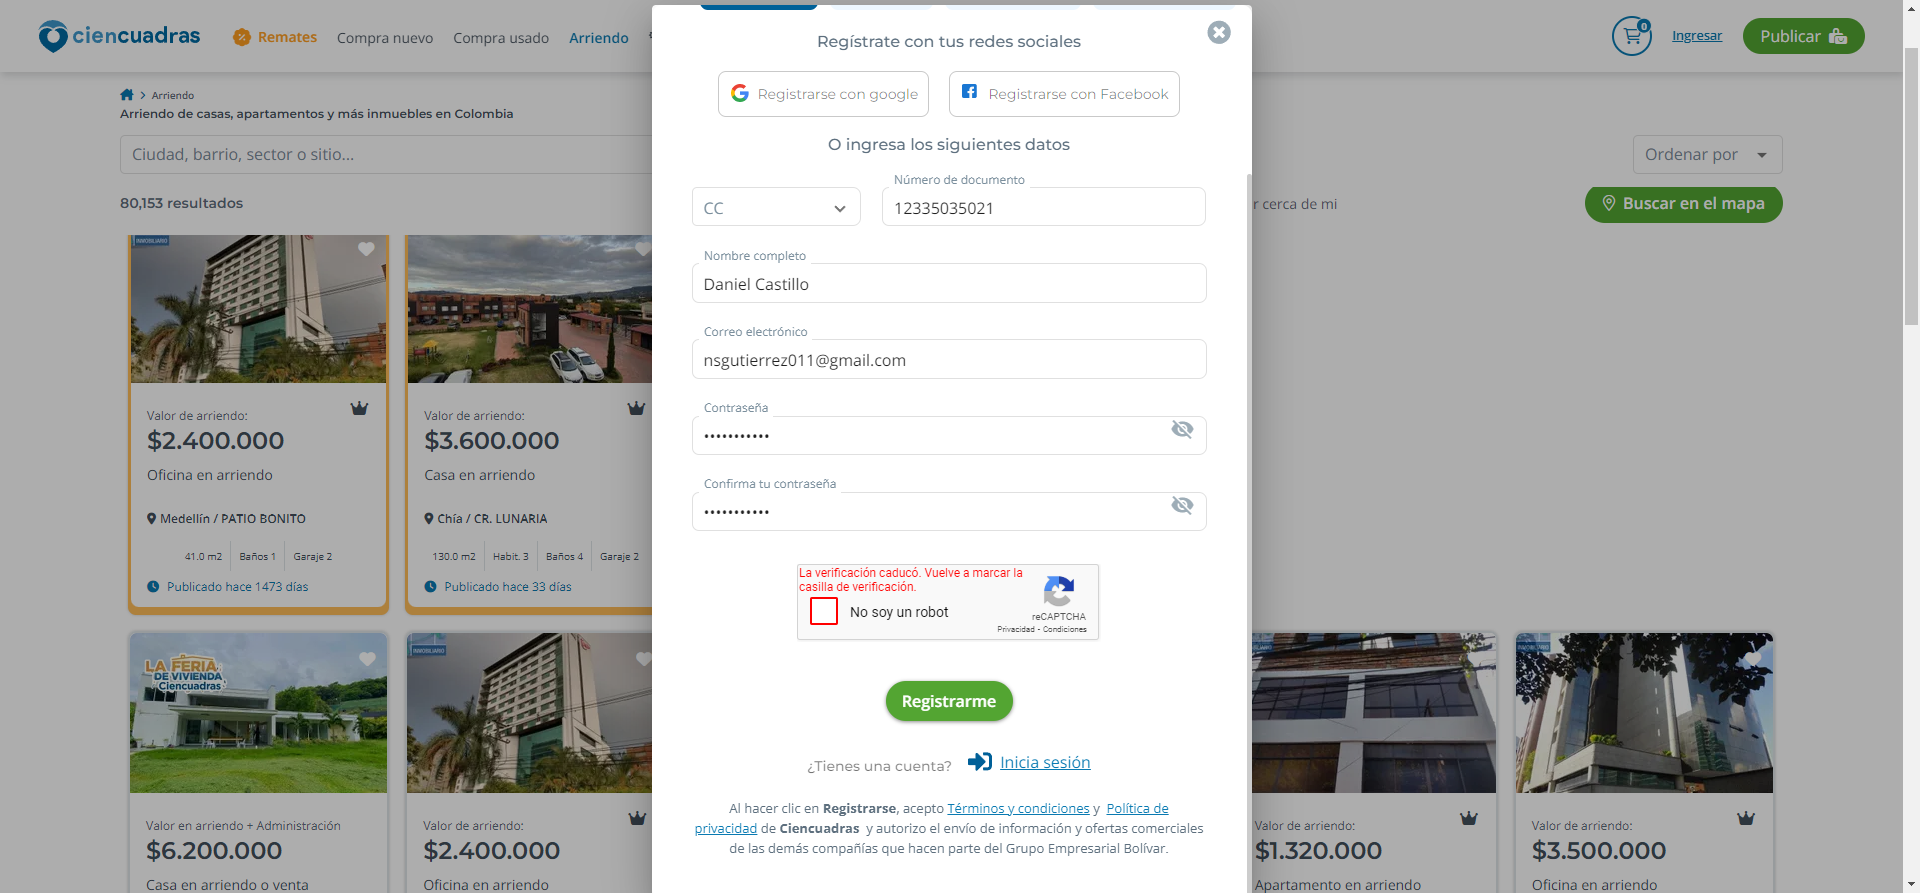 ciencuadras
Remates
Compra nuevo
Compra usado
Arriendo
0
Ingresar
Publicar
Arriendo
Arriendo de casas, apartamentos y más inmuebles en Colombia
Ciudad, barrio, sector o sitio...
Ordenar por
80,153 resultados
r cerca de mi
Buscar en el mapa
Regístrate con tus redes sociales
Registrarse con google
Registrarse con Facebook
O ingresa los siguientes datos
CC
Número de documento
12335035021
Nombre completo
Daniel Castillo
Correo electrónico
nsgutierrez011@gmail.com
Contraseña
•••••••••••
Confirma tu contraseña
•••••••••••
La verificación caducó. Vuelve a marcar la
casilla de verificación.
No soy un robot
reCAPTCHA
Privacidad - Condiciones
Registrarme
¿Tienes una cuenta?
Inicia sesión
Al hacer clic en Registrarse, acepto Términos y condiciones y Política de
privacidad de Ciencuadras y autorizo el envío de información y ofertas comerciales
de las demás compañías que hacen parte del Grupo Empresarial Bolívar.
INMOBILIARIO
Valor de arriendo:
$2.400.000
Oficina en arriendo
Medellín / PATIO BONITO
41.0 m2
Baños 1
Garaje 2
Publicado hace 1473 días
Valor de arriendo:
$3.600.000
Casa en arriendo
Chía / CR. LUNARIA
130.0 m2
Habit. 3
Baños 4
Garaje 2
Publicado hace 33 días
LA FERIA
DE VIVIENDA
Ciencuadras
Valor en arriendo + Administración
$6.200.000
Casa en arriendo o venta
INMOBILIARIO
Valor de arriendo:
$2.400.000
Oficina en arriendo
Valor de arriendo:
$1.320.000
Apartamento en arriendo
Valor de arriendo:
$3.500.000
Oficina en arriendo